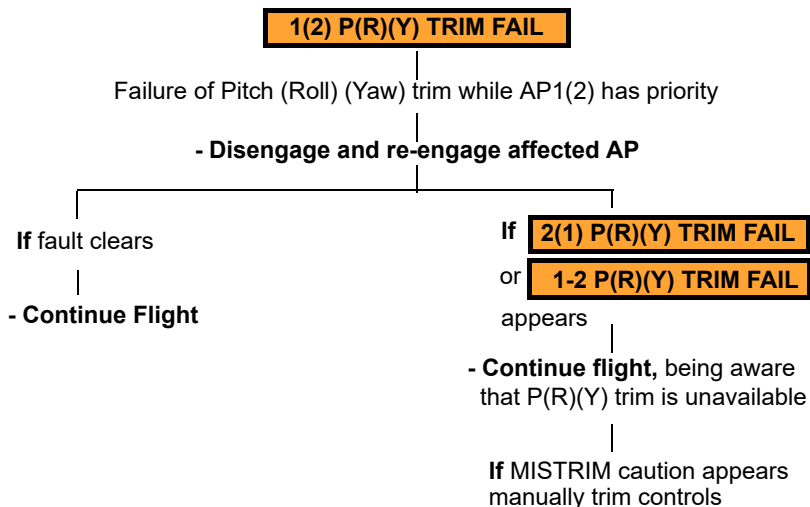 1(2) P(R)(Y) TRIM FAIL
Failure of Pitch (Roll) (Yaw) trim while AP1(2) has priority
- Disengage and re-engage affected AP
If fault clears
- Continue Flight
If 2(1) P(R)(Y) TRIM FAIL
or 1-2 P(R)(Y) TRIM FAIL
appears
- Continue flight, being aware
that P(R)(Y) trim is unavailable
If MISTRIM caution appears
manually trim controls